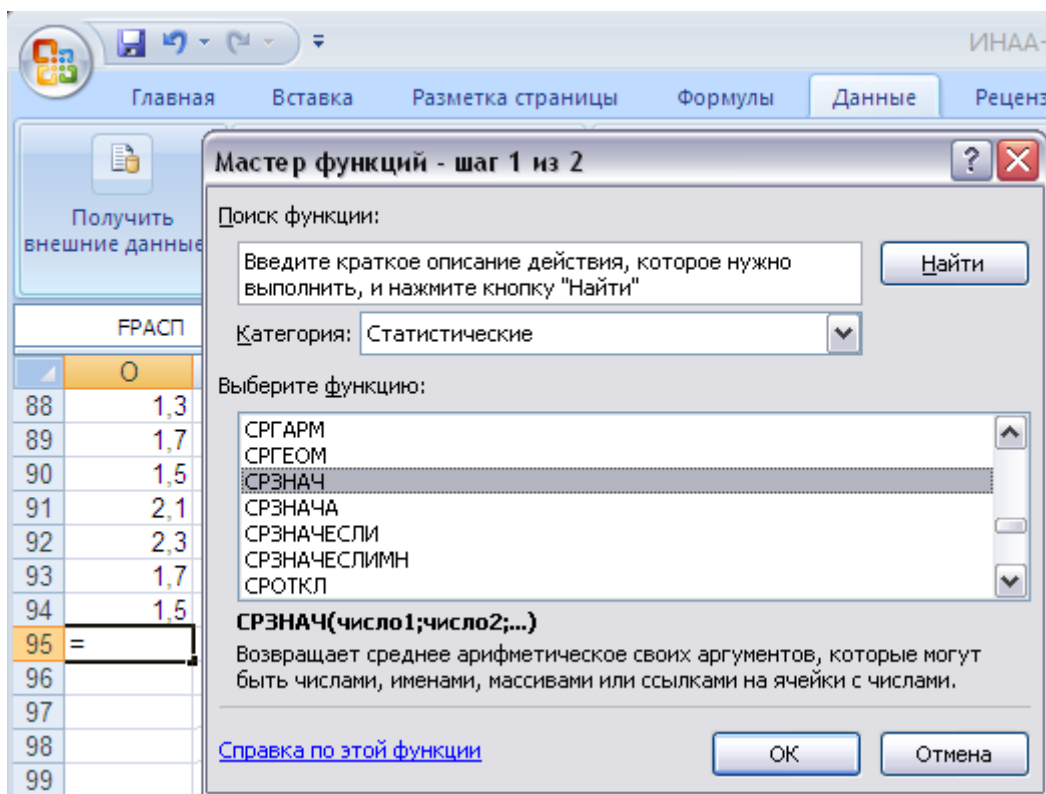 ИНАА-
Главная Вставка Разметка страницы Формулы Данные Реценз
Получить
внешние данные
Мастер функций - шаг 1 из 2
Поиск функции:
Введите краткое описание действия, которое нужно
выполнить, и нажмите кнопку "Найти"
Найти
Категория: Статистические
Выберите функцию:
СРГАРМ
СРГЕОМ
СРЗНАЧ
СРЗНАЧА
СРЗНАЧЕСЛИ
СРЗНАЧЕСЛИМН
СРОТКЛ
СРЗНАЧ(число1;число2;...)
Возвращает среднее арифметическое своих аргументов, которые могут
быть числами, именами, массивами или ссылками на ячейки с числами.
Справка по этой функции
ОК
Отмена
FРАСП
O
88 1,3
89 1,7
90 1,5
91 2,1
92 2,3
93 1,7
94 1,5
95 =
96
97
98
99